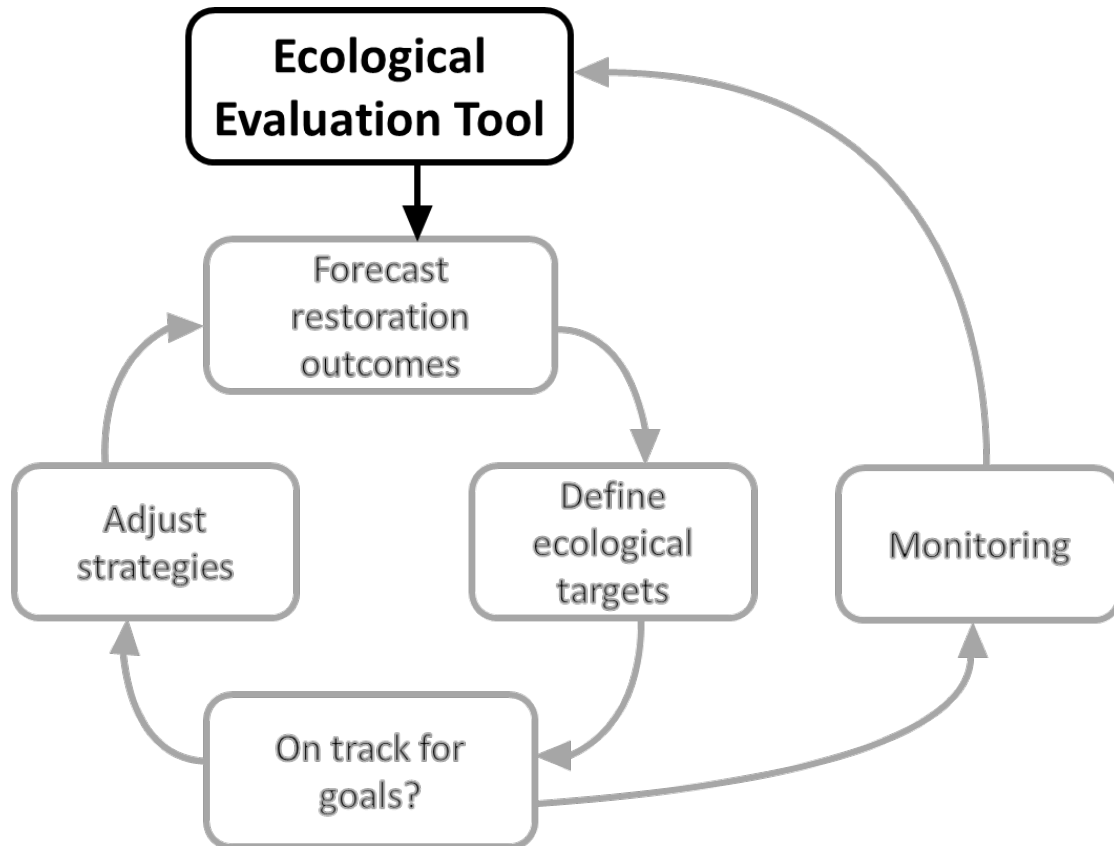 Ecological
Evaluation Tool
Forecast
restoration
outcomes
Adjust
strategies
Define
ecological
targets
Monitoring
On track for
goals?